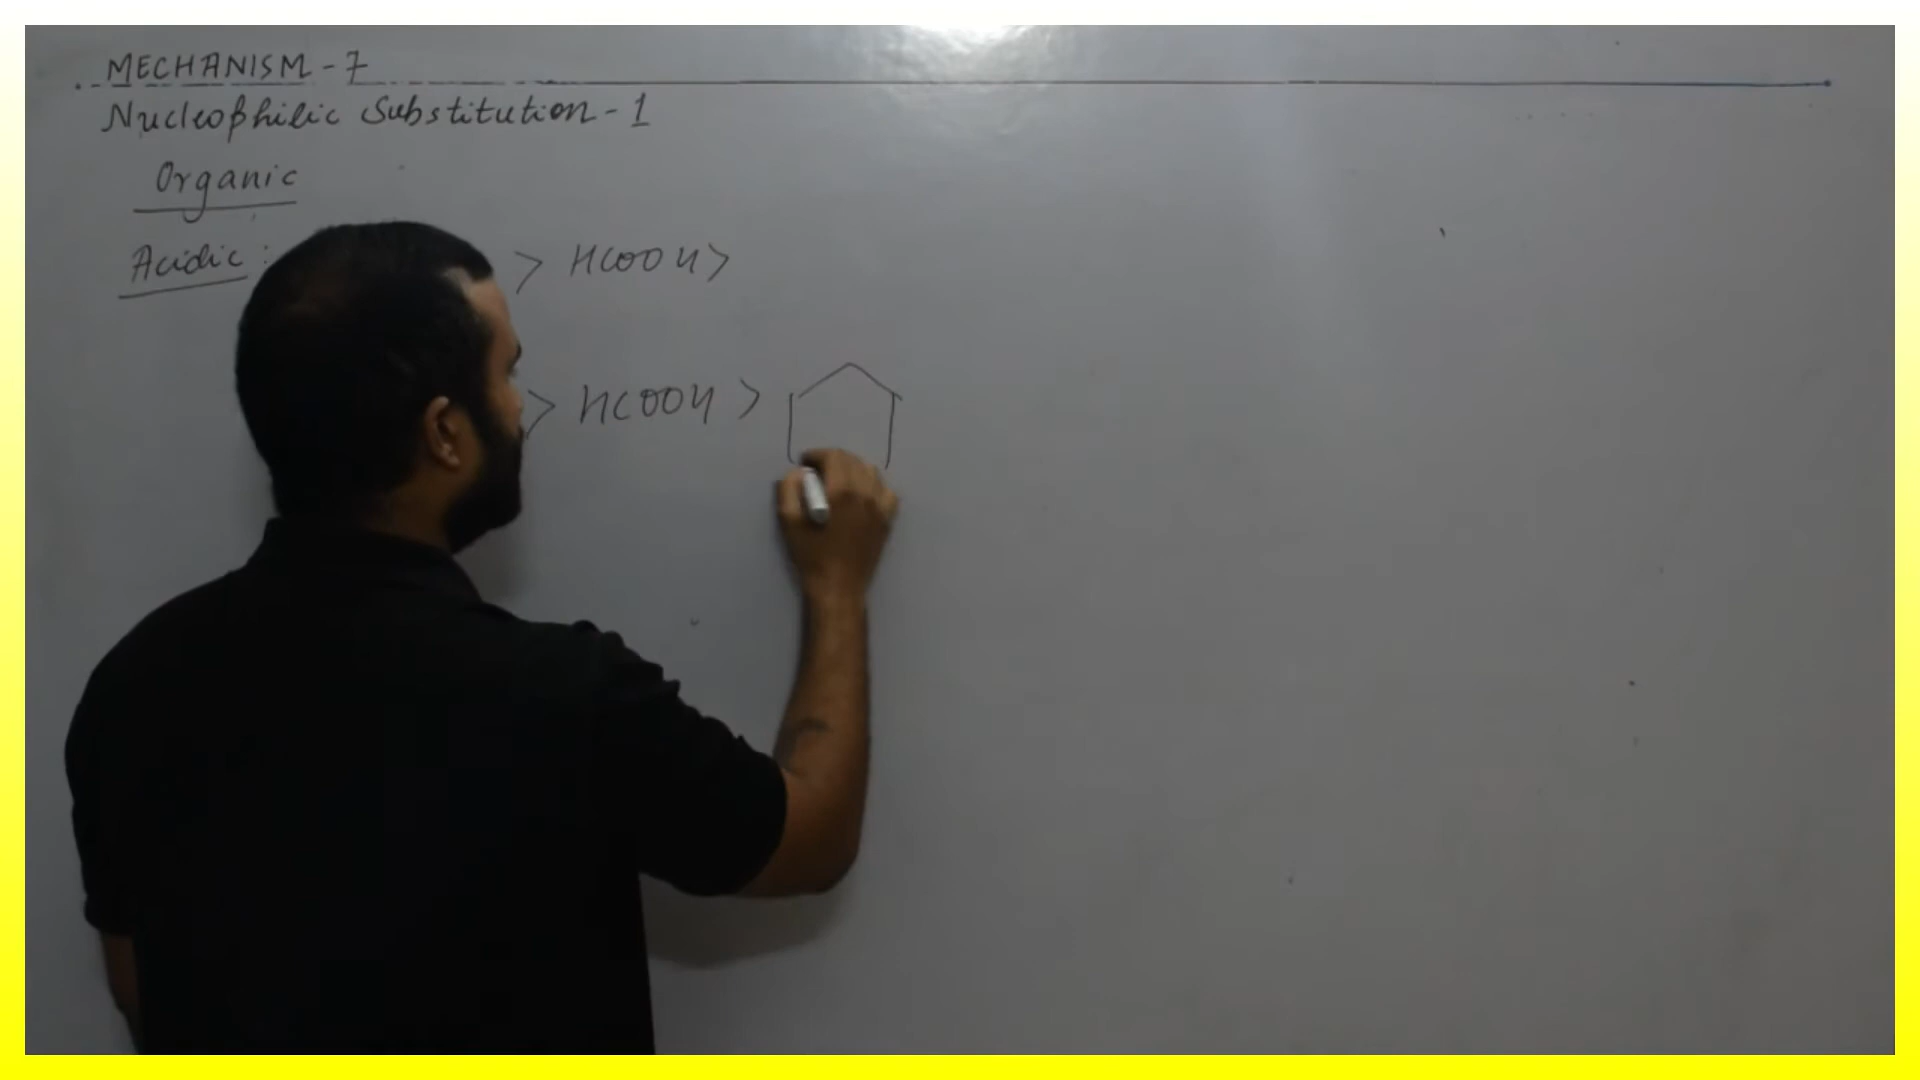 MECHANISM - 7
Nucleophilic Substitution - 1
Organic
Acidic : > HCOOH >
> HCOOH >